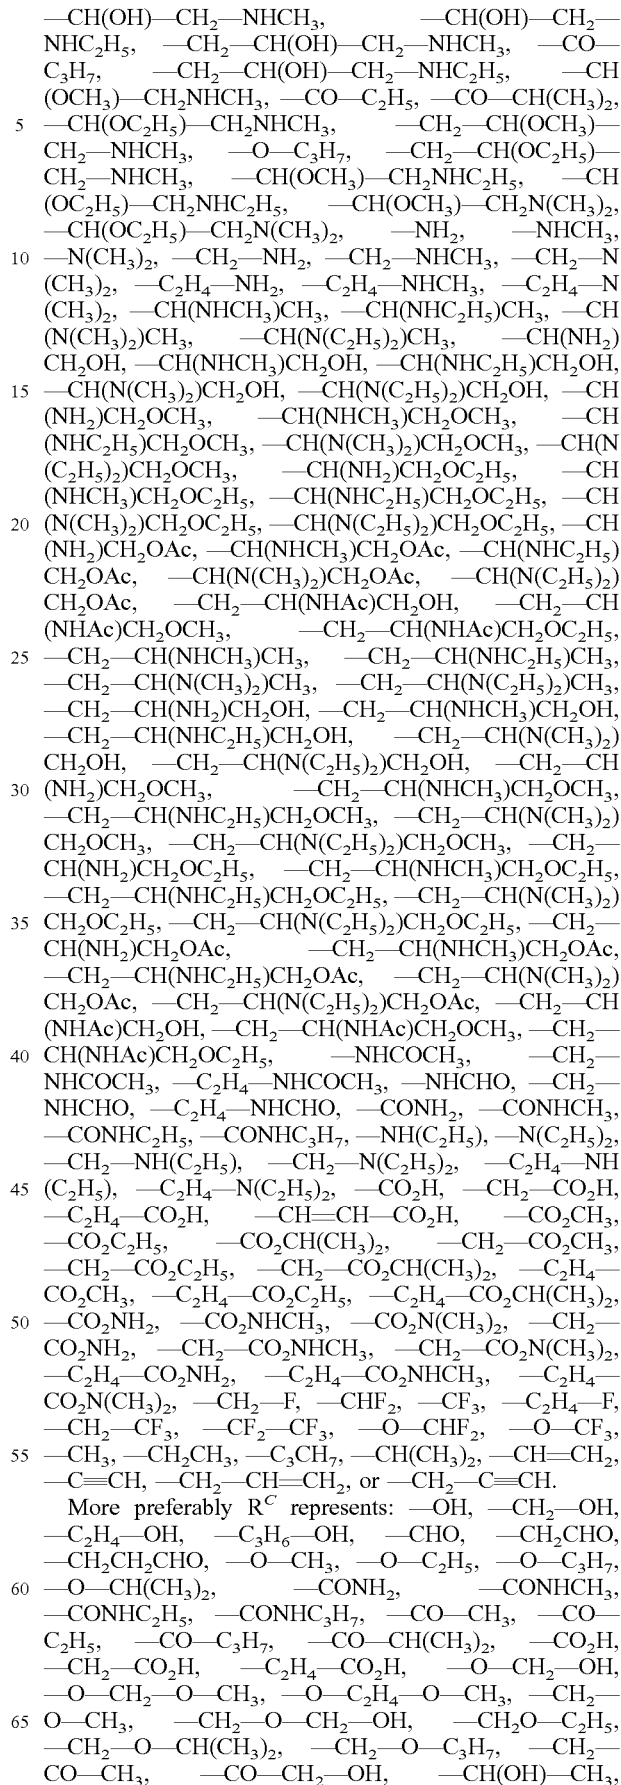 —CH(OH)—CH₂—NHCH₃, —CH(OH)—CH₂—
NHC₂H₅, —CH₂—CH(OH)—CH₂—NHCH₃, —CO—
C₃H₇, —CH₂—CH(OH)—CH₂—NHC₂H₅, —CH
(OCH₃)—CH₂NHCH₃, —CO—C₂H₅, —CO—CH(CH₃)₂,
5 —CH(OC₂H₅)—CH₂NHCH₃, —CH₂—CH(OCH₃)—
CH₂—NHCH₃, —O—C₃H₇, —CH₂—CH(OC₂H₅)—
CH₂—NHCH₃, —CH(OCH₃)—CH₂NHC₂H₅, —CH
(OC₂H₅)—CH₂NHC₂H₅, —CH(OCH₃)—CH₂N(CH₃)₂,
—CH(OC₂H₅)—CH₂N(CH₃)₂, —NH₂, —NHCH₃,
10 —N(CH₃)₂, —CH₂—NH₂, —CH₂—NHCH₃, —CH₂—N
(CH₃)₂, —C₂H₄—NH₂, —C₂H₄—NHCH₃, —C₂H₄—N
(CH₃)₂, —CH(NHCH₃)CH₃, —CH(NHC₂H₅)CH₃, —CH
(N(CH₃)₂)CH₃, —CH(N(C₂H₅)₂)CH₃, —CH(NH₂)
CH₂OH, —CH(NHCH₃)CH₂OH, —CH(NHC₂H₅)CH₂OH,
15 —CH(N(CH₃)₂)CH₂OH, —CH(N(C₂H₅)₂)CH₂OH, —CH
(NH₂)CH₂OCH₃, —CH(NHCH₃)CH₂OCH₃, —CH
(NHC₂H₅)CH₂OCH₃, —CH(N(CH₃)₂)CH₂OCH₃, —CH(N
(C₂H₅)₂)CH₂OCH₃, —CH(NH₂)CH₂OC₂H₅, —CH
(NHCH₃)CH₂OC₂H₅, —CH(NHC₂H₅)CH₂OC₂H₅, —CH
20 (N(CH₃)₂)CH₂OC₂H₅, —CH(N(C₂H₅)₂)CH₂OC₂H₅, —CH
(NH₂)CH₂OAc, —CH(NHCH₃)CH₂OAc, —CH(NHC₂H₅)
CH₂OAc, —CH(N(CH₃)₂)CH₂OAc, —CH(N(C₂H₅)₂)
CH₂OAc, —CH₂—CH(NHAc)CH₂OH, —CH₂—CH
(NHAc)CH₂OCH₃, —CH₂—CH(NHAc)CH₂OC₂H₅,
25 —CH₂—CH(NHCH₃)CH₃, —CH₂—CH(NHC₂H₅)CH₃,
—CH₂—CH(N(CH₃)₂)CH₃, —CH₂—CH(N(C₂H₅)₂)CH₃,
—CH₂—CH(NH₂)CH₂OH, —CH₂—CH(NHCH₃)CH₂OH,
—CH₂—CH(NHC₂H₅)CH₂OH, —CH₂—CH(N(CH₃)₂)
CH₂OH, —CH₂—CH(N(C₂H₅)₂)CH₂OH, —CH₂—CH
30 (NH₂)CH₂OCH₃, —CH₂—CH(NHCH₃)CH₂OCH₃,
—CH₂—CH(NHC₂H₅)CH₂OCH₃, —CH₂—CH(N(CH₃)₂)
CH₂OCH₃, —CH₂—CH(N(C₂H₅)₂)CH₂OCH₃, —CH₂—
CH(NH₂)CH₂OC₂H₅, —CH₂—CH(NHCH₃)CH₂OC₂H₅,
—CH₂—CH(NHC₂H₅)CH₂OC₂H₅, —CH₂—CH(N(CH₃)₂)
35 CH₂OC₂H₅, —CH₂—CH(N(C₂H₅)₂)CH₂OC₂H₅, —CH₂—
CH(NH₂)CH₂OAc, —CH₂—CH(NHCH₃)CH₂OAc,
—CH₂—CH(NHC₂H₅)CH₂OAc, —CH₂—CH(N(CH₃)₂)
CH₂OAc, —CH₂—CH(N(C₂H₅)₂)CH₂OAc, —CH₂—CH
(NHAc)CH₂OH, —CH₂—CH(NHAc)CH₂OCH₃, —CH₂—
40 CH(NHAc)CH₂OC₂H₅, —NHCOCH₃, —CH₂—
NHCOCH₃, —C₂H₄—NHCOCH₃, —NHCHO, —CH₂—
NHCHO, —C₂H₄—NHCHO, —CONH₂, —CONHCH₃,
—CONHC₂H₅, —CONHC₃H₇, —NH(C₂H₅), —N(C₂H₅)₂,
—CH₂—NH(C₂H₅), —CH₂—N(C₂H₅)₂, —C₂H₄—NH
45 (C₂H₅), —C₂H₄—N(C₂H₅)₂, —CO₂H, —CH₂—CO₂H,
—C₂H₄—CO₂H, —CH═CH—CO₂H, —CO₂CH₃,
—CO₂C₂H₅, —CO₂CH(CH₃)₂, —CH₂—CO₂CH₃,
—CH₂—CO₂C₂H₅, —CH₂—CO₂CH(CH₃)₂, —C₂H₄—
CO₂CH₃, —C₂H₄—CO₂C₂H₅, —C₂H₄—CO₂CH(CH₃)₂,
50 —CO₂NH₂, —CO₂NHCH₃, —CO₂N(CH₃)₂, —CH₂—
CO₂NH₂, —CH₂—CO₂NHCH₃, —CH₂—CO₂N(CH₃)₂,
—C₂H₄—CO₂NH₂, —C₂H₄—CO₂NHCH₃, —C₂H₄—
CO₂N(CH₃)₂, —CH₂—F, —CHF₂, —CF₃, —C₂H₄—F,
—CH₂—CF₃, —CF₂—CF₃, —O—CHF₂, —O—CF₃,
55 —CH₃, —CH₂CH₃, —C₃H₇, —CH(CH₃)₂, —CH═CH₂,
—C≡CH, —CH₂—CH═CH₂, or —CH₂—C≡CH.
More preferably R^C represents: —OH, —CH₂—OH,
—C₂H₄—OH, —C₃H₆—OH, —CHO, —CH₂CHO,
—CH₂CH₂CHO, —O—CH₃, —O—C₂H₅, —O—C₃H₇,
60 —O—CH(CH₃)₂, —CONH₂, —CONHCH₃,
—CONHC₂H₅, —CONHC₃H₇, —CO—CH₃, —CO—
C₂H₅, —CO—C₃H₇, —CO—CH(CH₃)₂, —CO₂H,
—CH₂—CO₂H, —C₂H₄—CO₂H, —O—CH₂—OH,
—O—CH₂—O—CH₃, —O—C₂H₄—O—CH₃, —CH₂—
65 O—CH₃, —CH₂—O—CH₂—OH, —CH₂O—C₂H₅,
—CH₂—O—CH(CH₃)₂, —CH₂—O—C₃H₇, —CH₂—
CO—CH₃, —CO—CH₂—OH, —CH(OH)—CH₃,